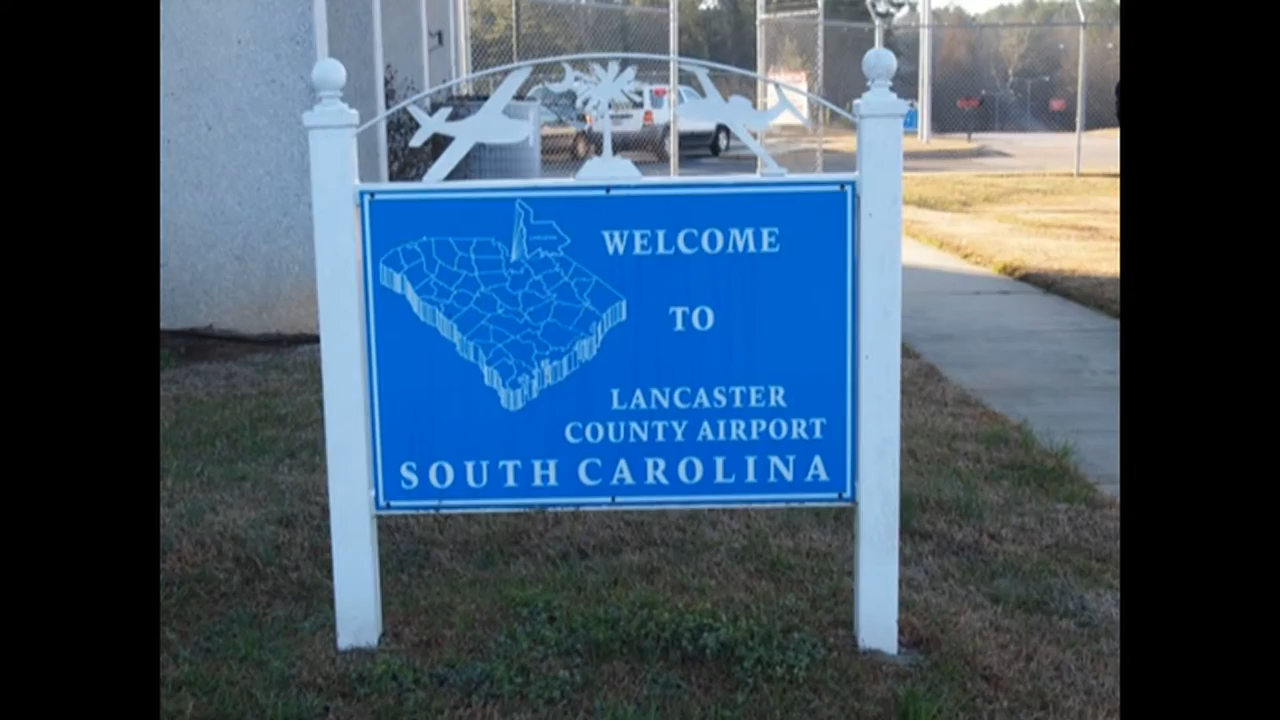 WELCOME
TO
LANCASTER
COUNTY AIRPORT
SOUTH CAROLINA